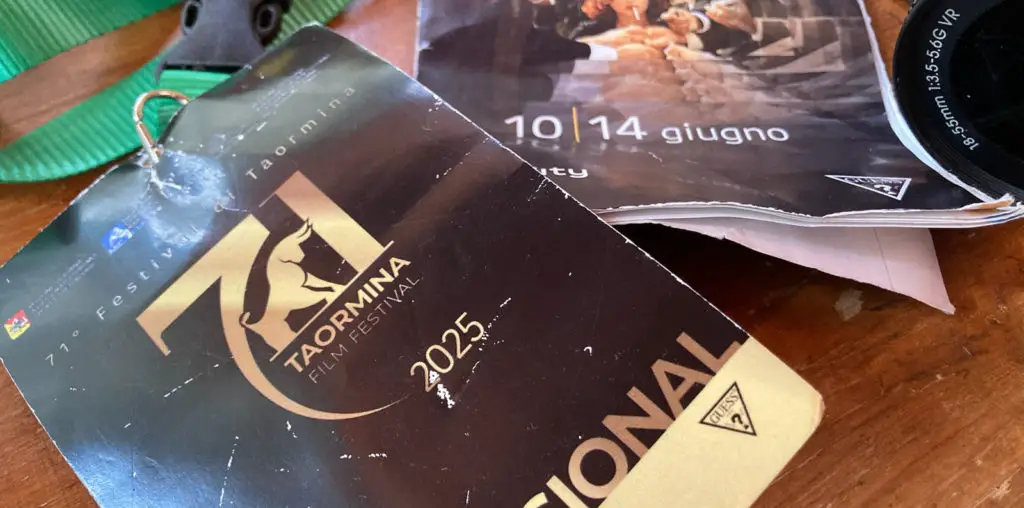 71° Festival di Taormina
71
TAORMINA
FILM FESTIVAL
2025
SIONAL
GUESS
?
10|14 giugno
ity
?
18-55mm 1:3.5-5.6G VR